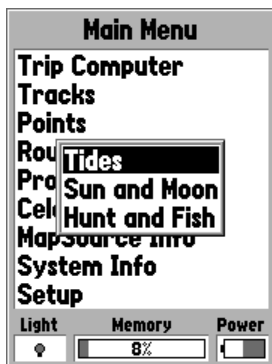 Main Menu
Trip Computer
Tracks
Points
Tides
Sun and Moon
Hunt and Fish
MapSource Info
System Info
Setup
Light Memory Power
8%